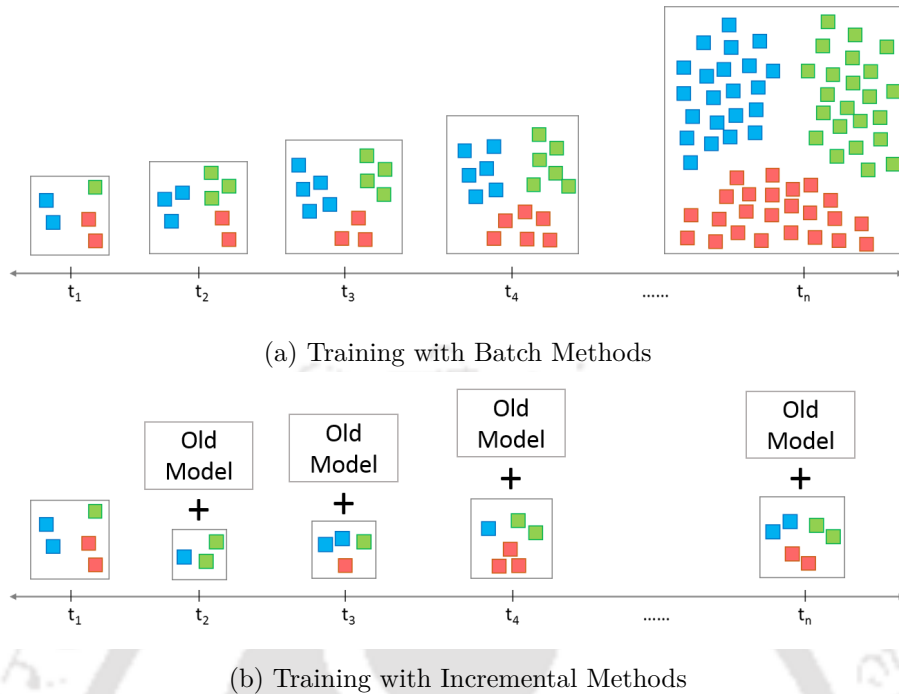 t₁ t₂ t₃ t₄ ...... tₙ
(a) Training with Batch Methods
Old
Model
+
Old
Model
+
Old
Model
+
Old
Model
+
t₁ t₂ t₃ t₄ ...... tₙ
(b) Training with Incremental Methods